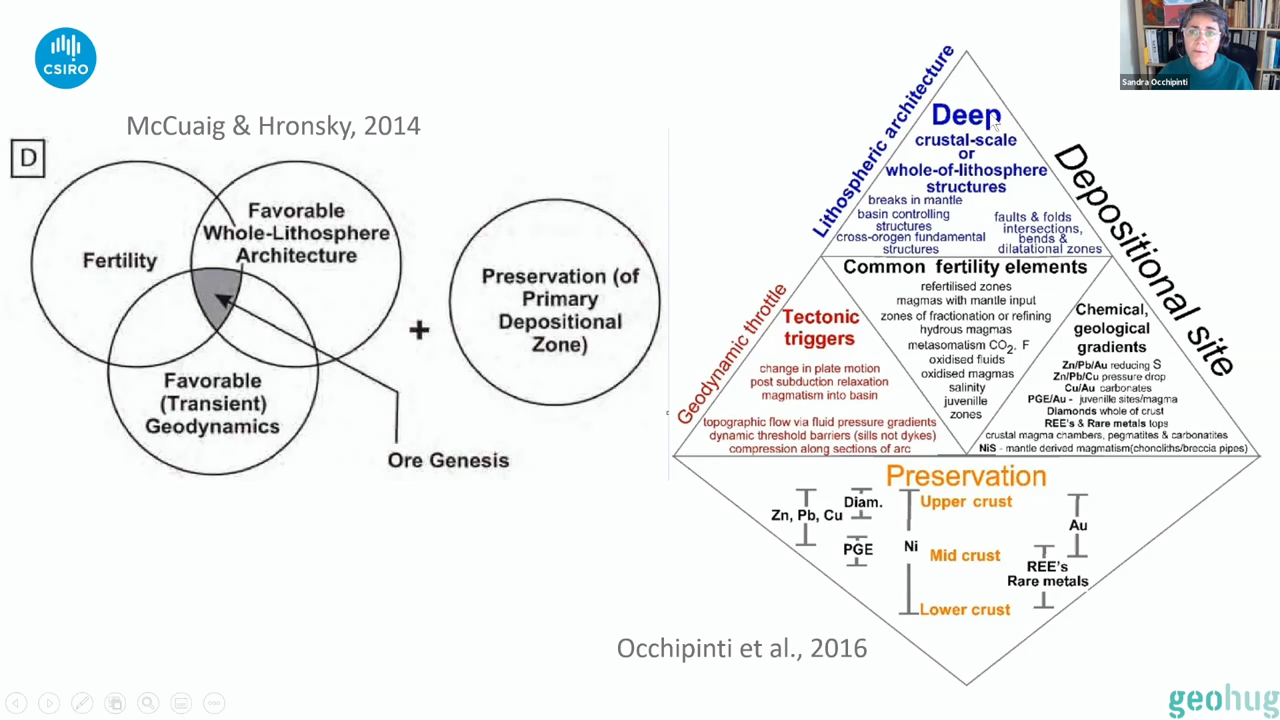 CSIRO
McCuaig & Hronsky, 2014
D
Fertility
Favorable
Whole-Lithosphere
Architecture
Favorable
(Transient)
Geodynamics
Ore Genesis
+
Preservation (of
Primary
Depositional
Zone)
Sandra Occhipinti
Lithospheric architecture
Depositional site
Geodynamic throttle
Deep
crustal-scale
or
whole-of-lithosphere
structures
breaks in mantle
basin controlling
structures
cross-orogen fundamental
structures
faults & folds
intersections,
bends &
dilatational zones
Common fertility elements
refertilised zones
magmas with mantle input
zones of fractionation or refining
hydrous magmas
metasomatism CO2. F
oxidised fluids
oxidised magmas
salinity
juvenille
zones
Tectonic
triggers
change in plate motion
post subduction relaxation
magmatism into basin
topographic flow via fluid pressure gradients
dynamic threshold barriers (sills not dykes)
compression along sections of arc
Chemical,
geological
gradients
Zn/Pb/Au reducing S
Zn/Pb/Cu pressure drop
Cu/Au carbonates
PGE/Au - juvenile sites/magma
Diamonds whole of crust
REE's & Rare metals tops
crustal magma chambers, pegmatites & carbonatites
NiS - mantle derived magmatism(chonoliths/breccia pipes)
Preservation
Upper crust
Mid crust
Lower crust
Zn, Pb, Cu
Diam.
PGE
Ni
Au
REE's
Rare metals
Occhipinti et al., 2016
geohug